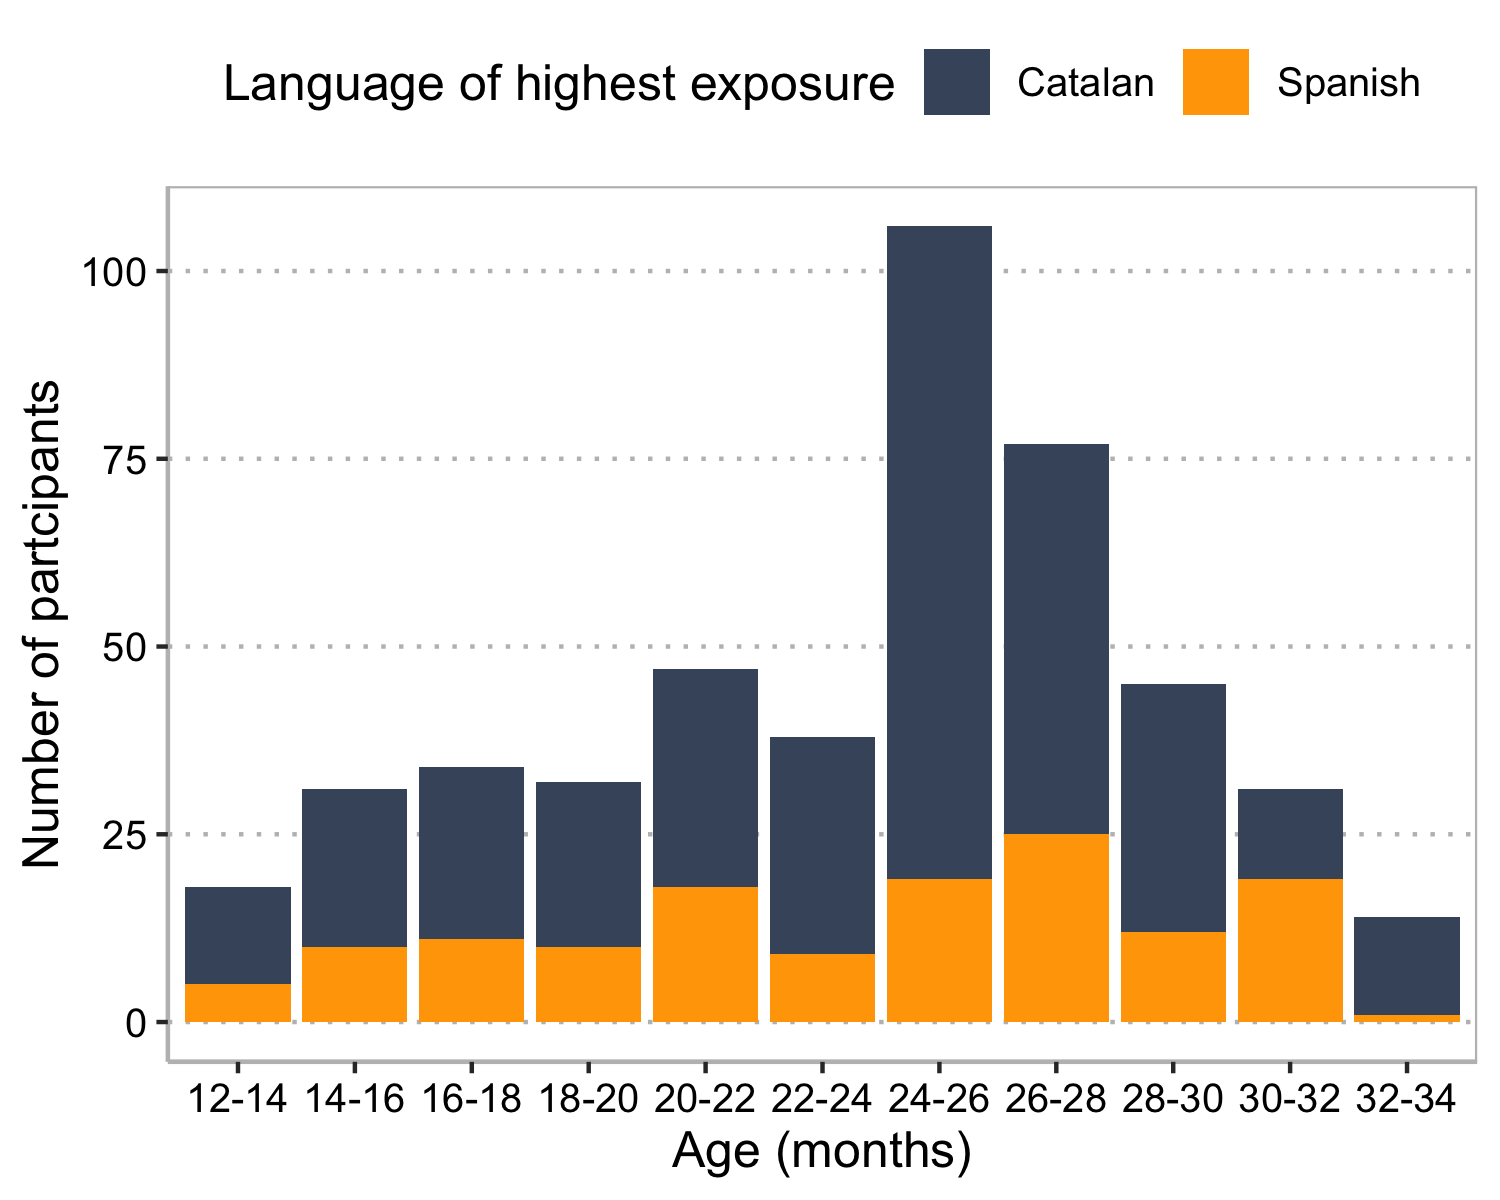 Language of highest exposure Catalan Spanish
Number of participants
100
75
50
25
0
12-14 14-16 16-18 18-20 20-22 22-24 24-26 26-28 28-30 30-32 32-34
Age (months)